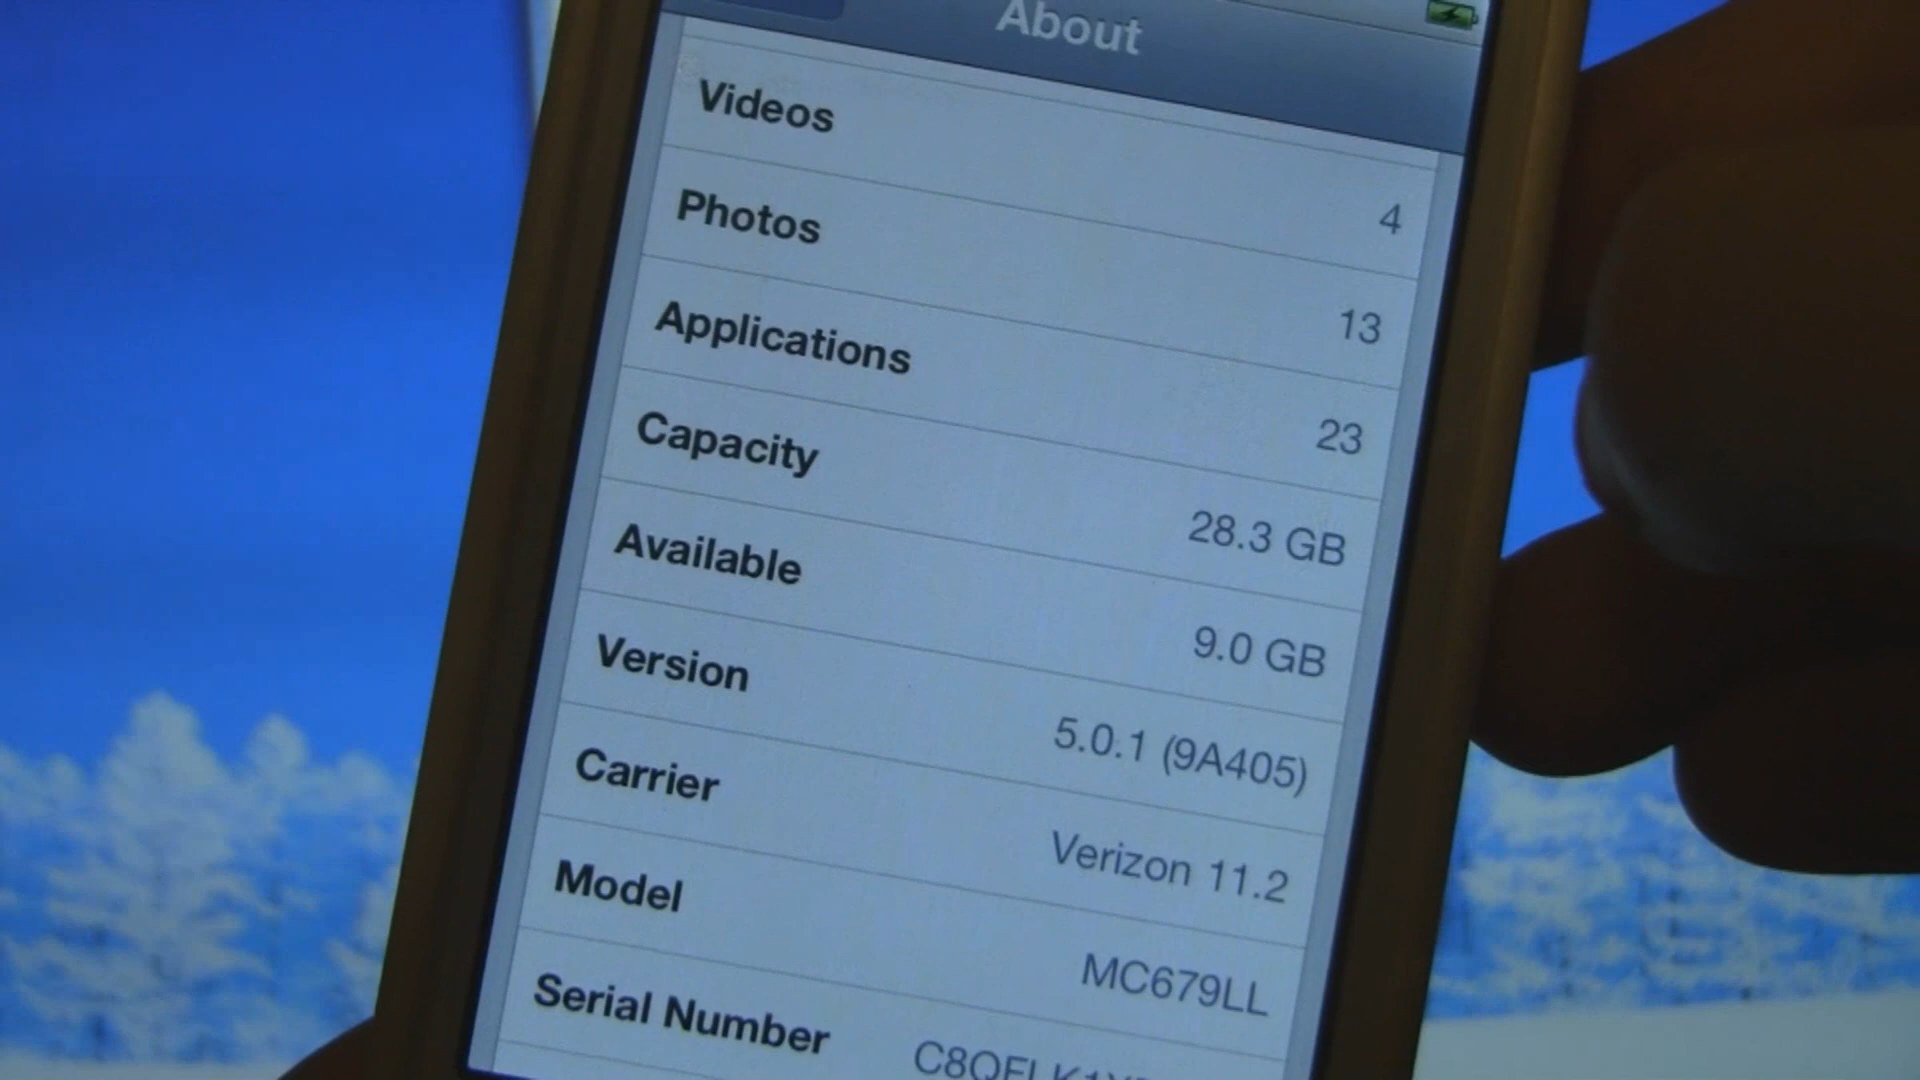 About
Videos 4
Photos 13
Applications 23
Capacity 28.3 GB
Available 9.0 GB
Version 5.0.1 (9A405)
Carrier Verizon 11.2
Model MC679LL
Serial Number